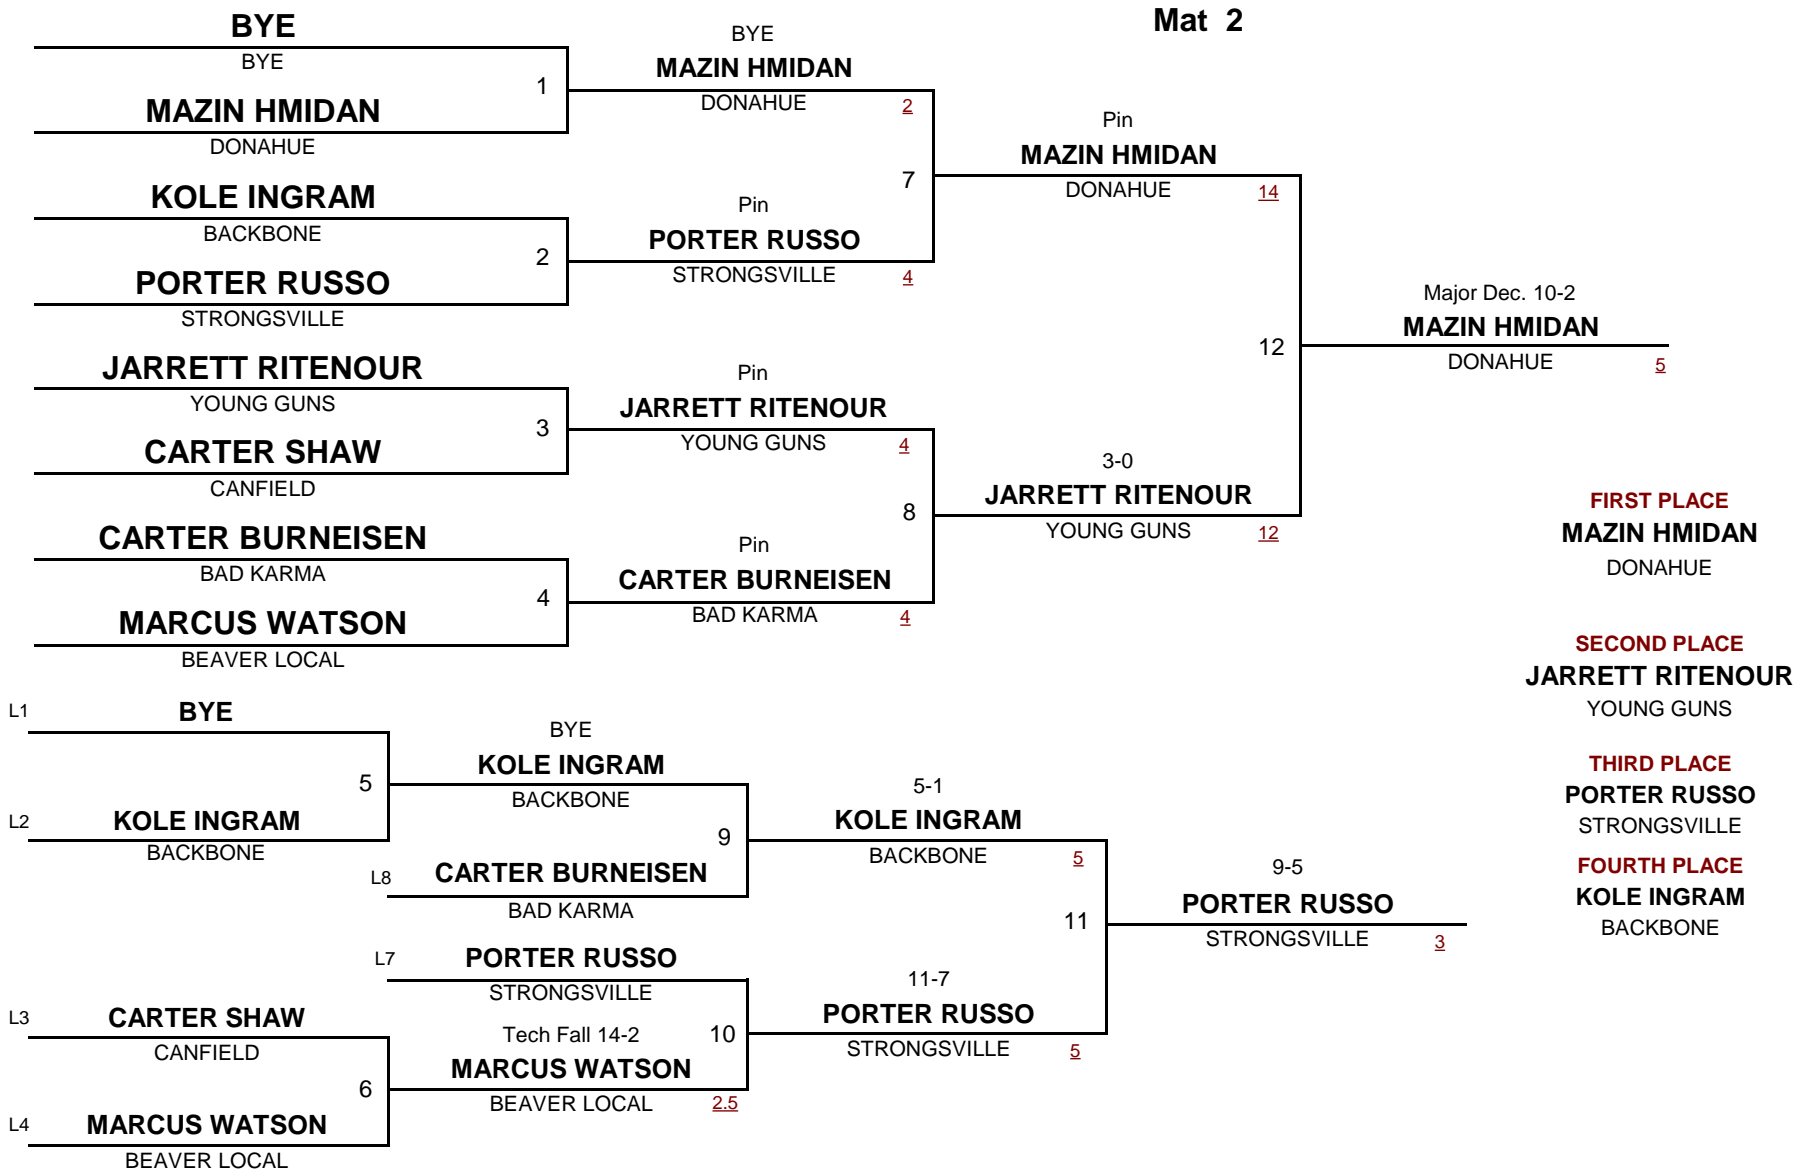 Mat 2
BYE
BYE
1
MAZIN HMIDAN
DONAHUE
KOLE INGRAM
BACKBONE
2
PORTER RUSSO
STRONGSVILLE
JARRETT RITENOUR
YOUNG GUNS
3
CARTER SHAW
CANFIELD
CARTER BURNEISEN
BAD KARMA
4
MARCUS WATSON
BEAVER LOCAL
BYE
MAZIN HMIDAN
DONAHUE 2
7
Pin
PORTER RUSSO
STRONGSVILLE 4
Pin
JARRETT RITENOUR
YOUNG GUNS 4
8
Pin
CARTER BURNEISEN
BAD KARMA 4
Pin
MAZIN HMIDAN
DONAHUE 14
12
3-0
JARRETT RITENOUR
YOUNG GUNS 12
Major Dec. 10-2
MAZIN HMIDAN
DONAHUE 5
FIRST PLACE
MAZIN HMIDAN
DONAHUE
SECOND PLACE
JARRETT RITENOUR
YOUNG GUNS
THIRD PLACE
PORTER RUSSO
STRONGSVILLE
FOURTH PLACE
KOLE INGRAM
BACKBONE
L1 BYE
5
L2 KOLE INGRAM
BACKBONE
L3 CARTER SHAW
CANFIELD
6
L4 MARCUS WATSON
BEAVER LOCAL
BYE
KOLE INGRAM
BACKBONE
9
L8 CARTER BURNEISEN
BAD KARMA
L7 PORTER RUSSO
STRONGSVILLE
Tech Fall 14-2 10
MARCUS WATSON
BEAVER LOCAL 2.5
5-1
KOLE INGRAM
BACKBONE 5
11
11-7
PORTER RUSSO
STRONGSVILLE 5
9-5
PORTER RUSSO
STRONGSVILLE 3